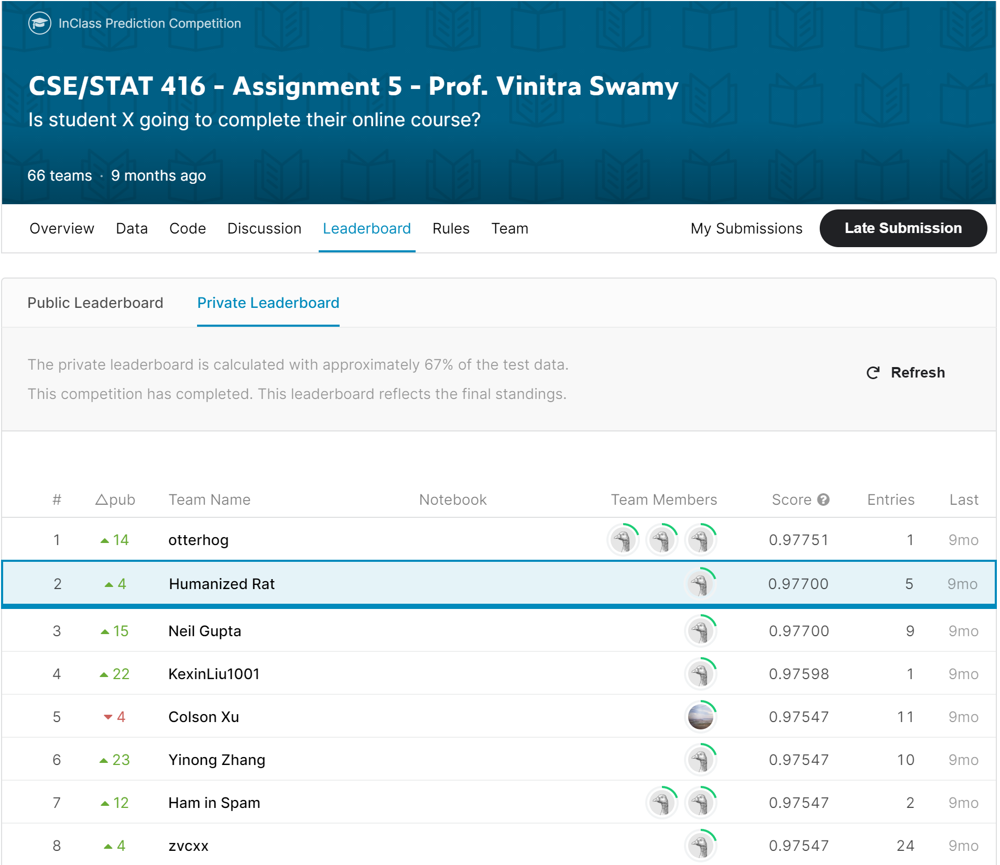 InClass Prediction Competition
CSE/STAT 416 - Assignment 5 - Prof. Vinitra Swamy
Is student X going to complete their online course?
66 teams · 9 months ago
Overview Data Code Discussion Leaderboard Rules Team My Submissions Late Submission
Public Leaderboard Private Leaderboard
The private leaderboard is calculated with approximately 67% of the test data.
This competition has completed. This leaderboard reflects the final standings.
Refresh
# △pub Team Name Notebook Team Members Score ? Entries Last
1 ▲ 14 otterhog 0.97751 1 9mo
2 ▲ 4 Humanized Rat 0.97700 5 9mo
3 ▲ 15 Neil Gupta 0.97700 9 9mo
4 ▲ 22 KexinLiu1001 0.97598 1 9mo
5 ▼ 4 Colson Xu 0.97547 11 9mo
6 ▲ 23 Yinong Zhang 0.97547 10 9mo
7 ▲ 12 Ham in Spam 0.97547 2 9mo
8 ▲ 4 zvcxx 0.97547 24 9mo